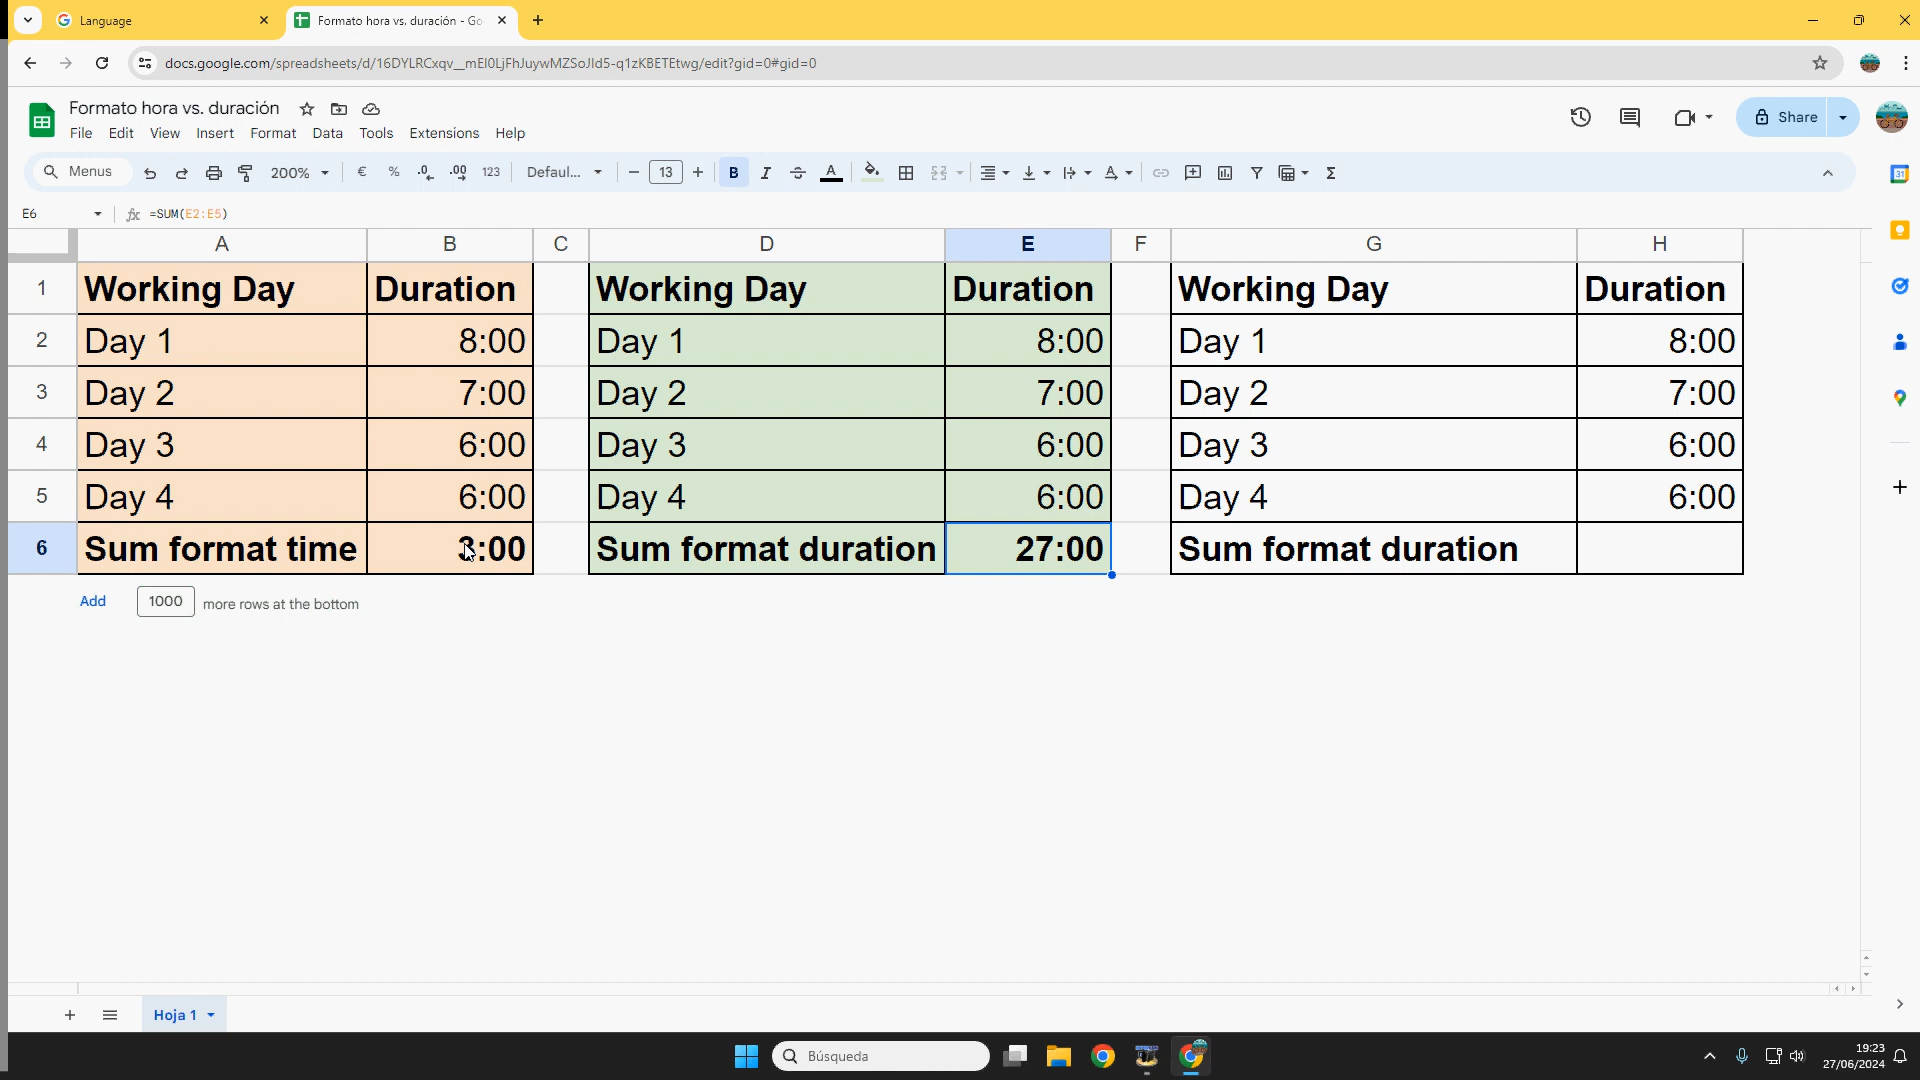 Language
Formato hora vs. duración - Go
docs.google.com/spreadsheets/d/16DYLRCxqv__mEI0LjFhJuywMZSoJId5-q1zKBETEtwg/edit?gid=0#gid=0
Formato hora vs. duración
File Edit View Insert Format Data Tools Extensions Help
Share
Menus 200% € % .0 .00 123 Defaul... 13 B I A Σ
31
E6 fx =SUM(E2:E5)
A B C D E F G H
1 Working Day Duration Working Day Duration Working Day Duration
2 Day 1 8:00 Day 1 8:00 Day 1 8:00
3 Day 2 7:00 Day 2 7:00 Day 2 7:00
4 Day 3 6:00 Day 3 6:00 Day 3 6:00
5 Day 4 6:00 Day 4 6:00 Day 4 6:00
6 Sum format time 3:00 Sum format duration 27:00 Sum format duration
Add 1000 more rows at the bottom
Hoja 1
Búsqueda
19:23
27/06/2024